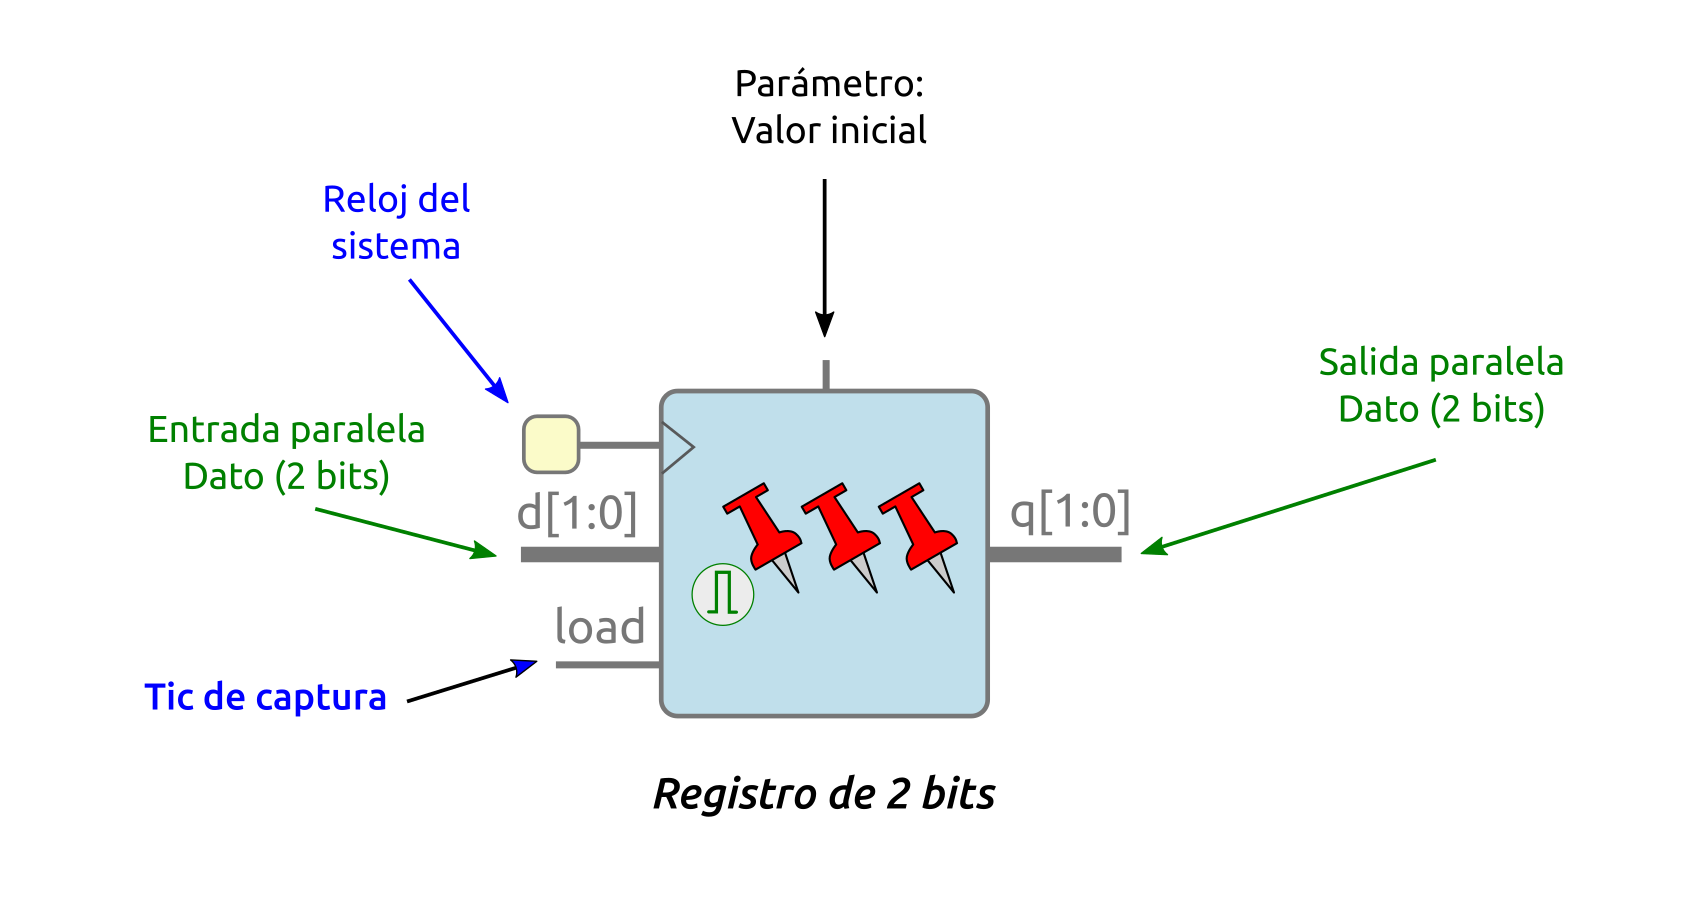 Parámetro:
Valor inicial
Reloj del
sistema
Salida paralela
Dato (2 bits)
Entrada paralela
Dato (2 bits)
d[1:0]
q[1:0]
load
Tic de captura
Registro de 2 bits